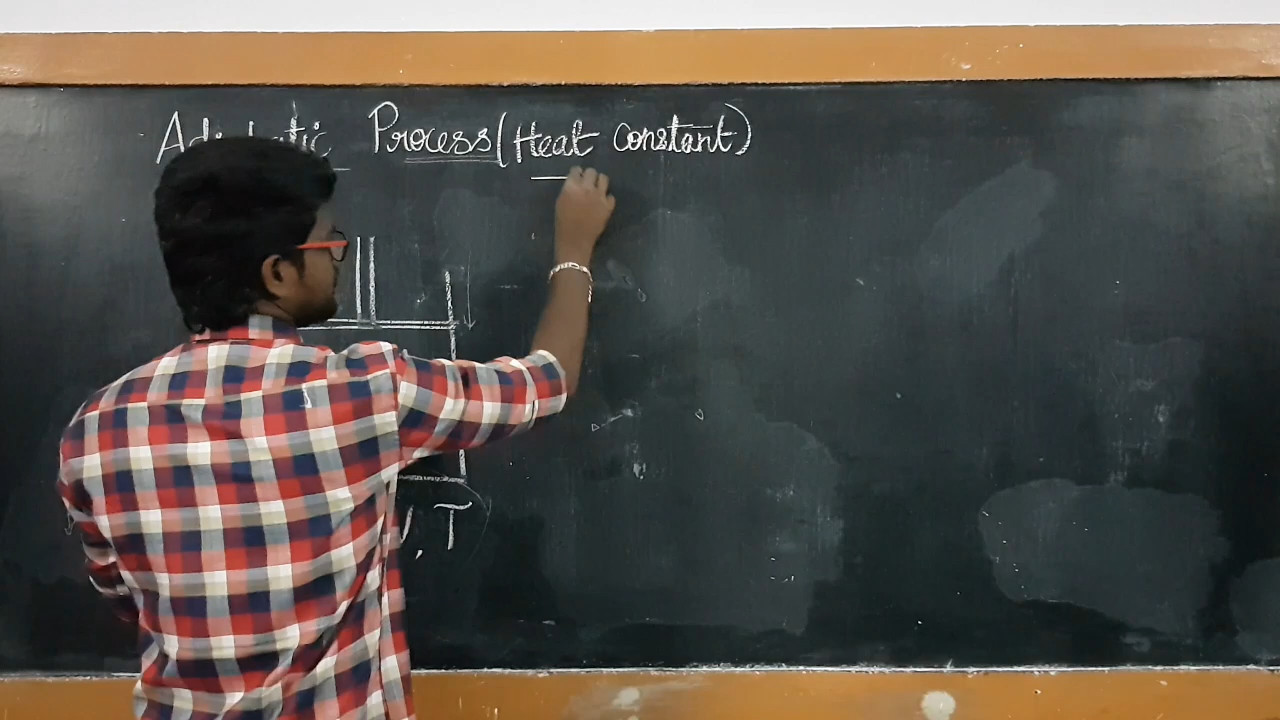 Process (Heat constant)
, T